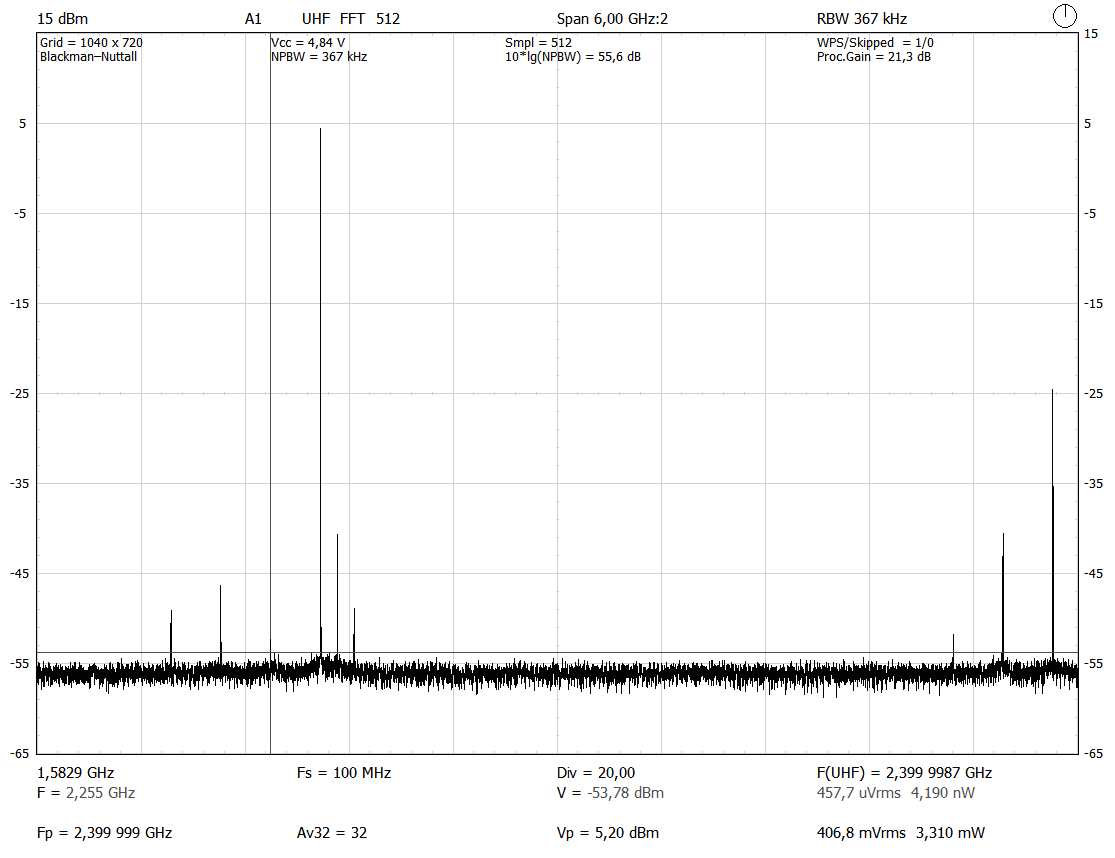 15 dBm A1 UHF FFT 512 Span 6,00 GHz:2 RBW 367 kHz
15
Grid = 1040 x 720 Vcc = 4,84 V Smpl = 512 WPS/Skipped = 1/0
Blackman−Nuttall NPBW = 367 kHz 10*lg(NPBW) = 55,6 dB Proc.Gain = 21,3 dB
5 5
-5 -5
-15 -15
-25 -25
-35 -35
-45 -45
-55 -55
-65 -65
1,5829 GHz Fs = 100 MHz Div = 20,00 F(UHF) = 2,399 9987 GHz
F = 2,255 GHz V = -53,78 dBm 457,7 uVrms 4,190 nW
Fp = 2,399 999 GHz Av32 = 32 Vp = 5,20 dBm 406,8 mVrms 3,310 mW